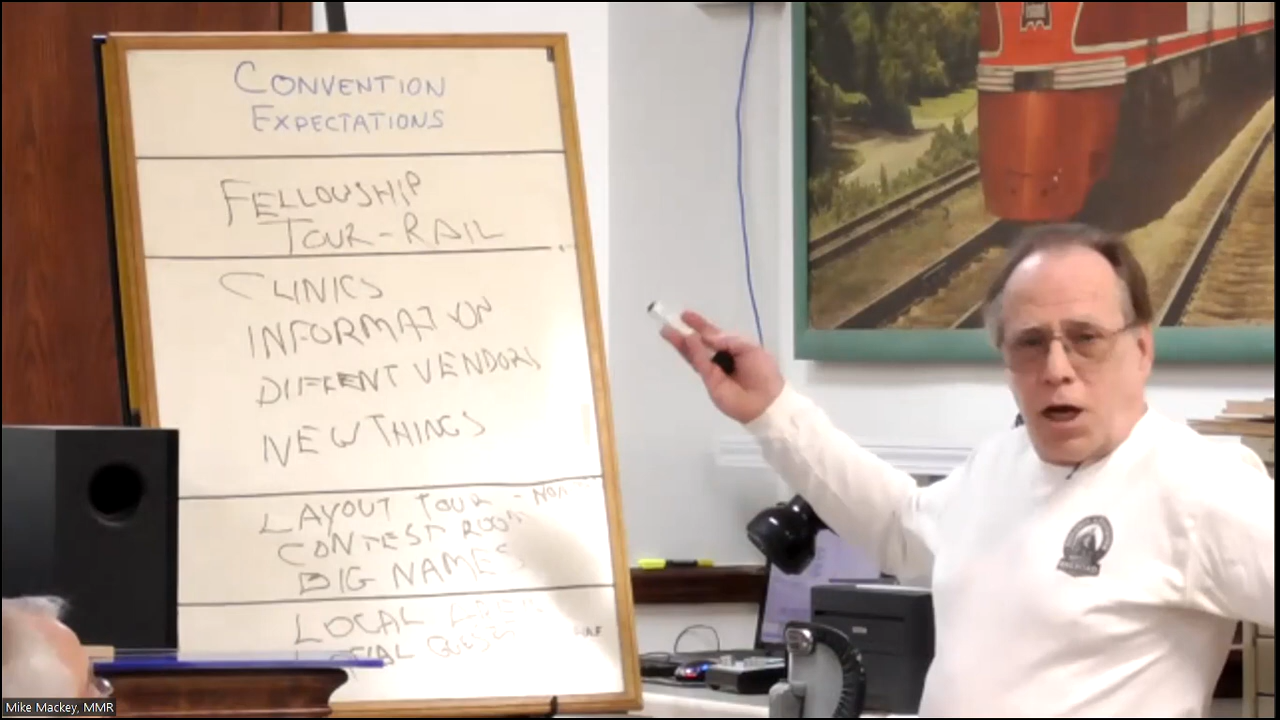 CONVENTION
EXPECTATIONS
FELLOWSHIP
TOUR-RAIL
CLINICS
INFORMATION
DIFFERENT VENDORS
NEW THINGS
LAYOUT TOUR -
CONTEST ROOM
BIG NAMES
LOCAL
Mike Mackey, MMR